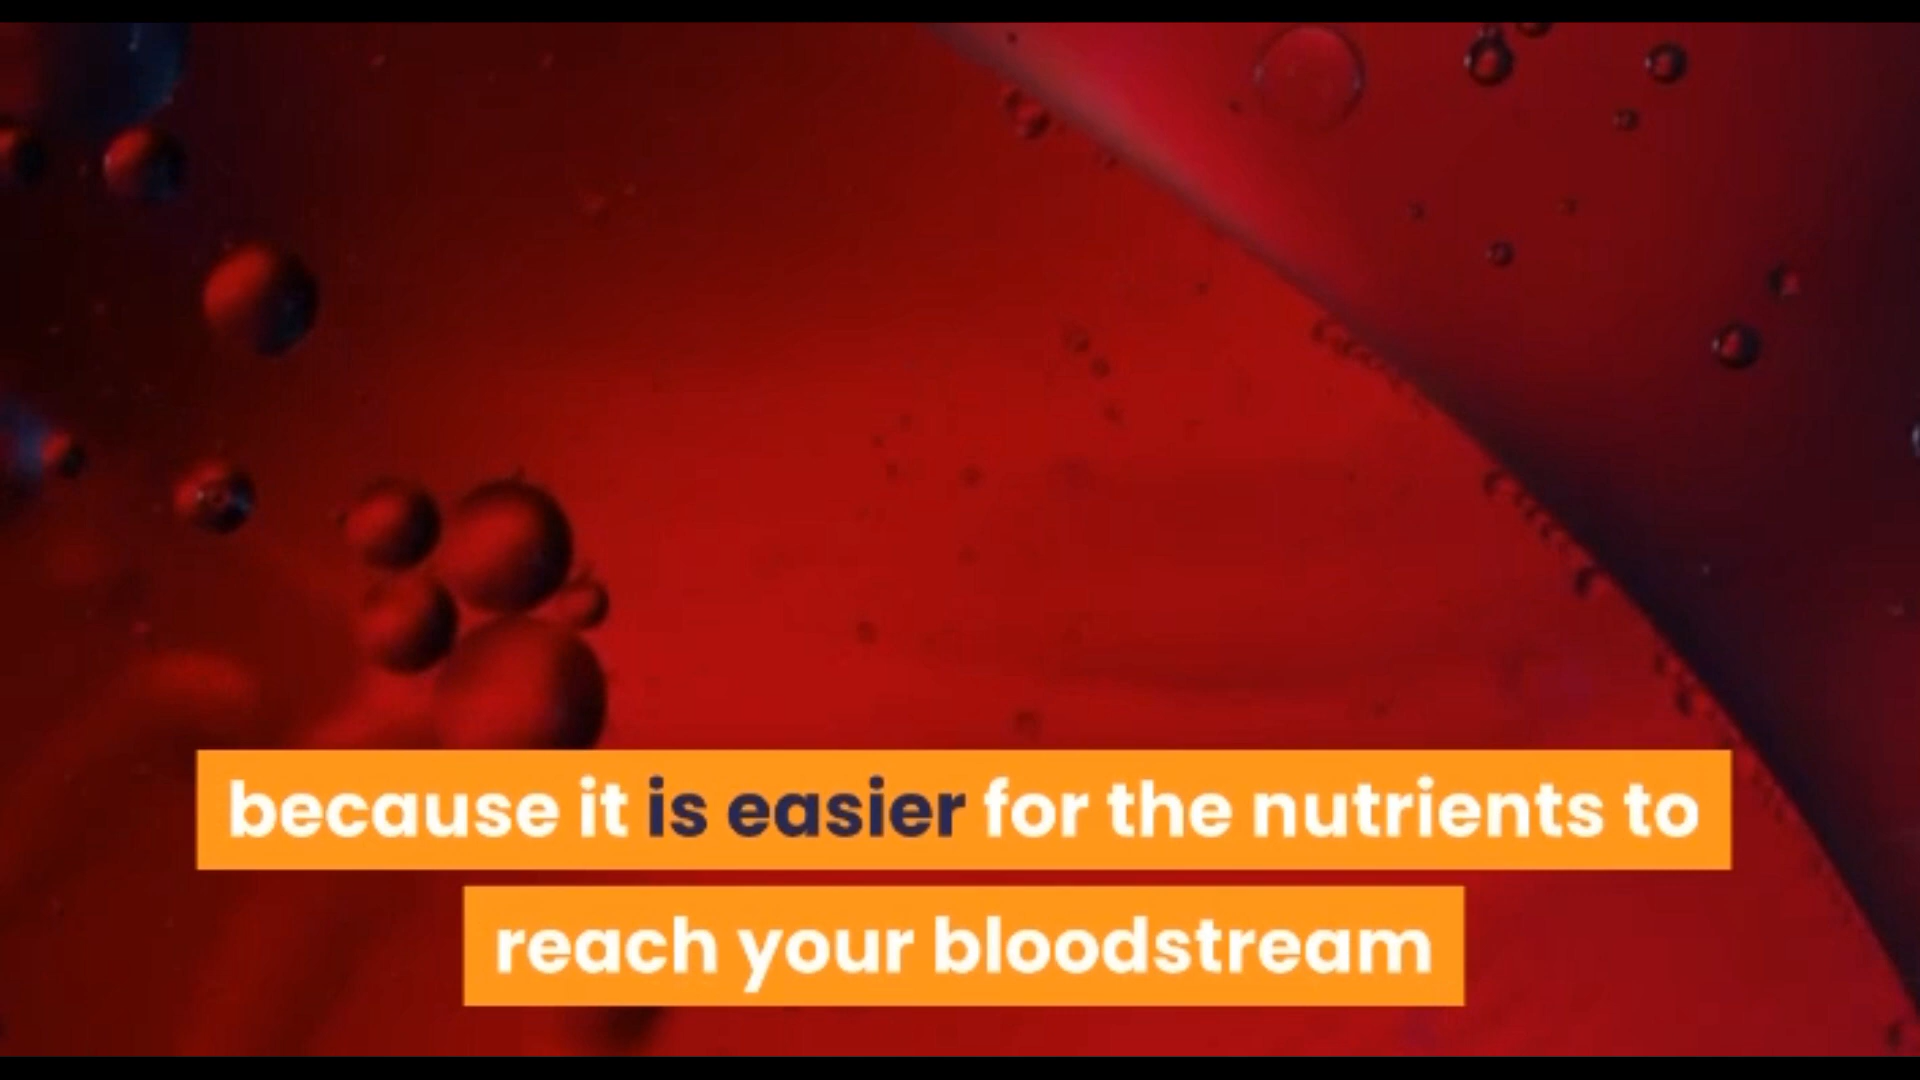 because it is easier for the nutrients to
reach your bloodstream